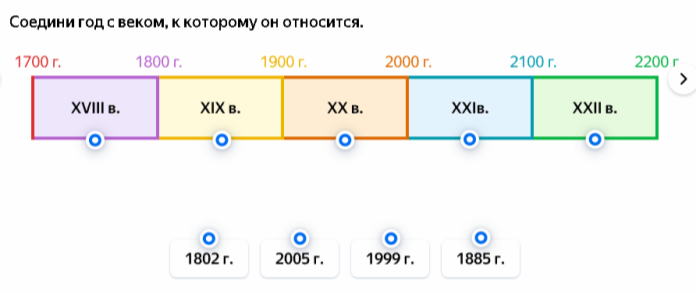 Соедини год с веком, к которому он относится.
1700 г. 1800 г. 1900 г. 2000 г. 2100 г. 2200 г
XVIII в. XIX в. XX в. XXIв. XXII в.
1802 г. 2005 г. 1999 г. 1885 г.